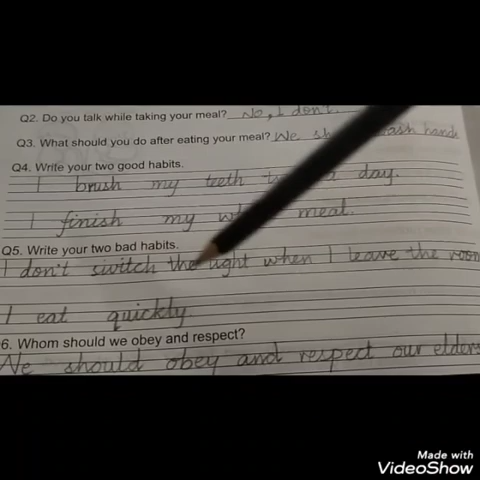 Q2. Do you talk while taking your meal? No, I don't
Q3. What should you do after eating your meal? We hands
Q4. Write your two good habits.
I brush my teeth day.
I finish my meal.
Q5. Write your two bad habits.
I don't switch the light when I leave the room
I eat quickly
6. Whom should we obey and respect?
We should obey and respect our elders
Made with
VideoShow